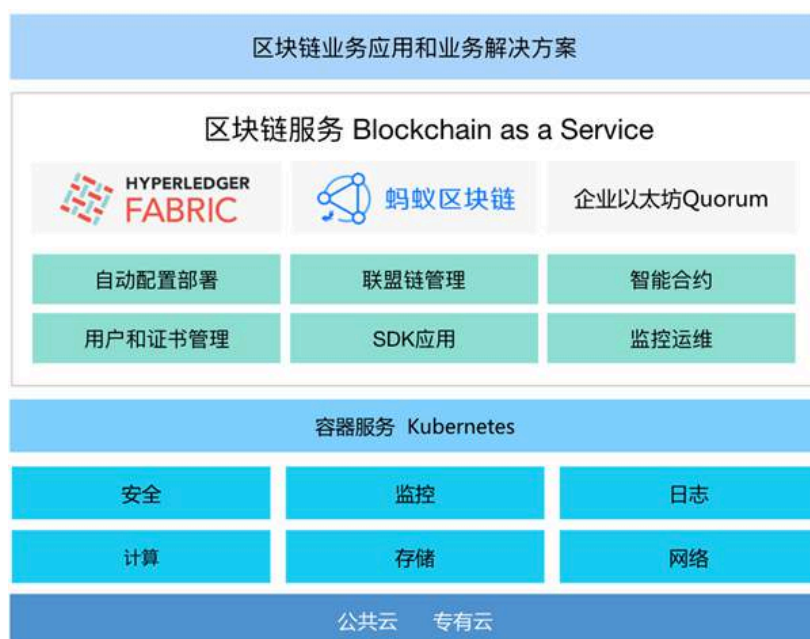 区块链业务应用和业务解决方案
区块链服务 Blockchain as a Service
HYPERLEDGER
FABRIC
蚂蚁区块链
企业以太坊Quorum
自动配置部署
联盟链管理
智能合约
用户和证书管理
SDK应用
监控运维
容器服务 Kubernetes
安全
监控
日志
计算
存储
网络
公共云 专有云